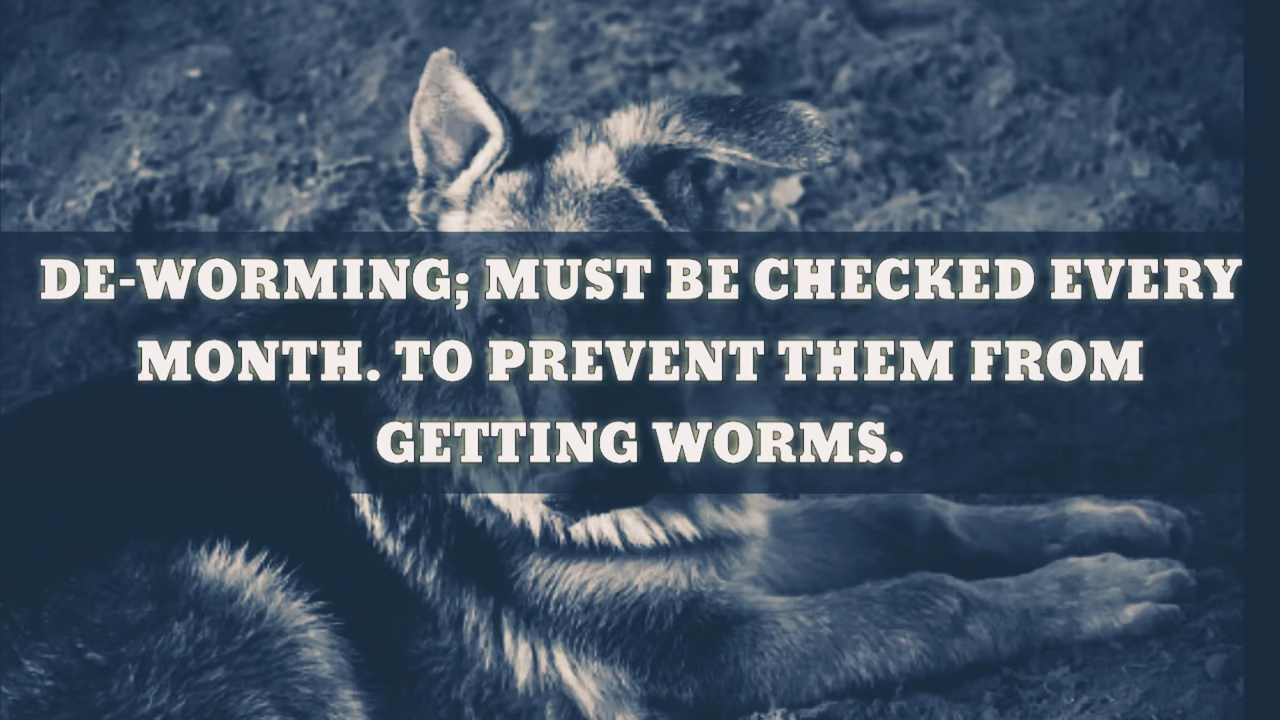 DE-WORMING; MUST BE CHECKED EVERY
MONTH. TO PREVENT THEM FROM
GETTING WORMS.